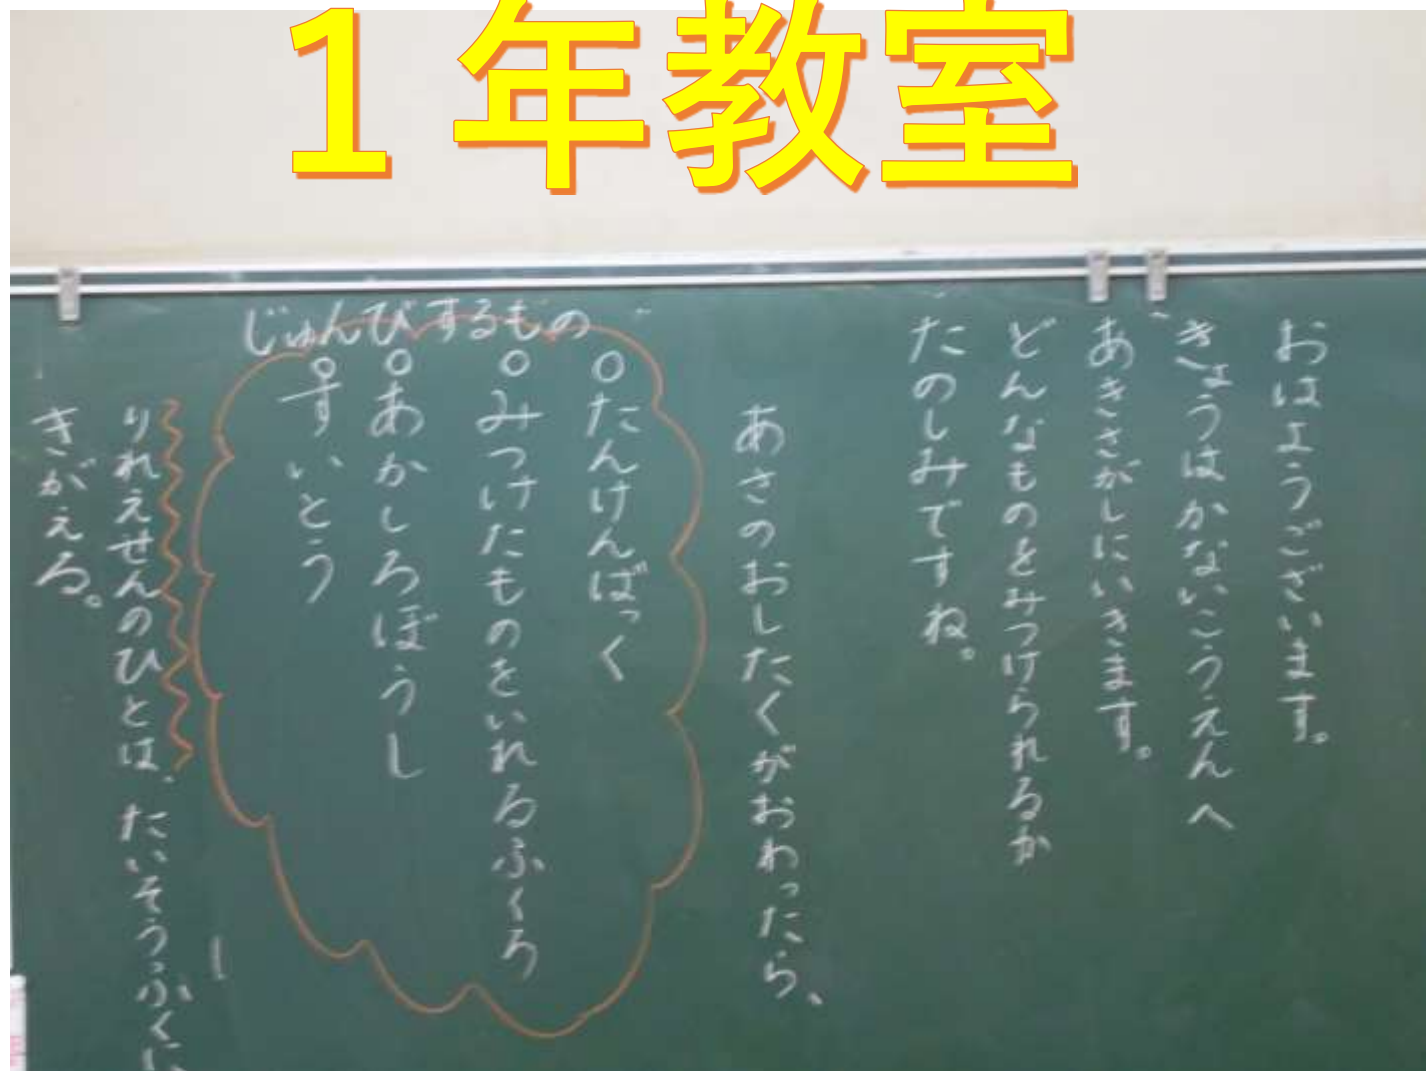 1年教室
おはようございます。
きょうはかないこうえんへ
あきさがしにいきます。
どんなものをみつけられるか
たのしみですね。
あさのおしたくがおわったら、
じゅんびするもの
○たんけんばっく
○みつけたものをいれるふくろ
○あかしろぼうし
○すいとう
りれえせんのひとは、たいそうふくに
きがえる。